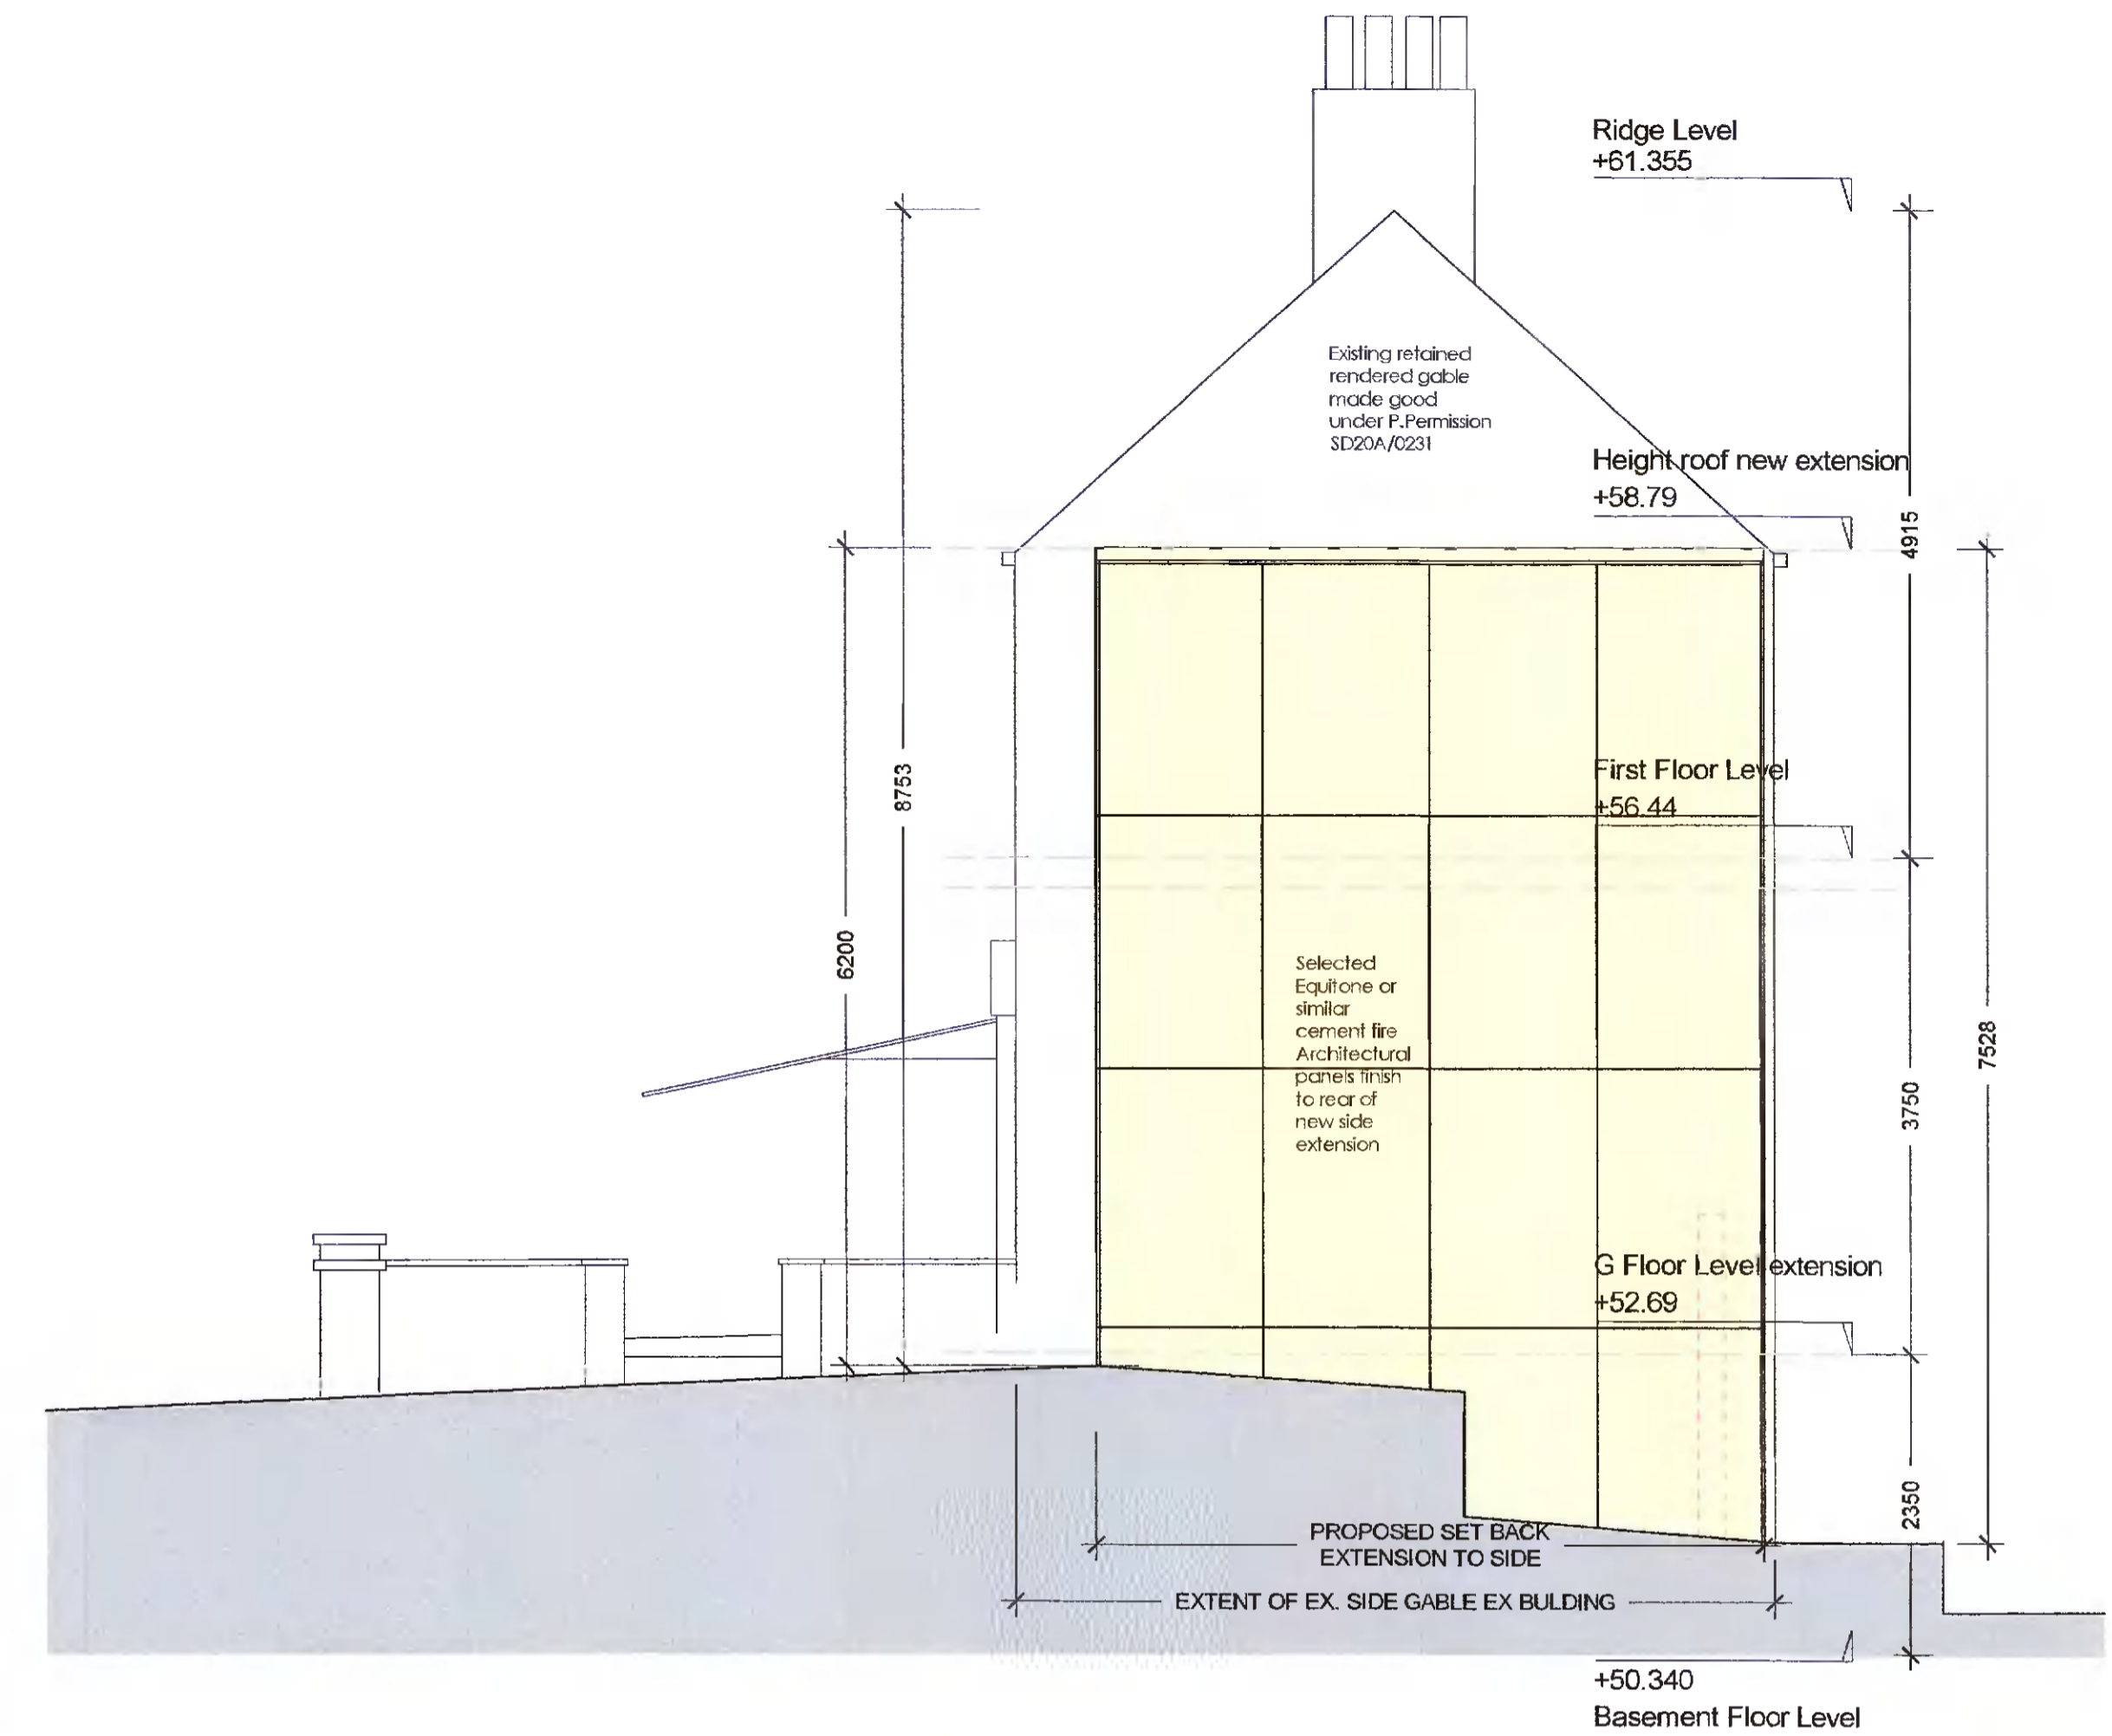 Ridge Level
+61.355
Existing retained
rendered gable
made good
under P.Permission
SD20A/0231
Height roof new extension
+58.79
4915
8753
First Floor Level
+56.44
6200
Selected
Equitone or
similar
cement fire
Architectural
panels finish
to rear of
new side
extension
7528
3750
G Floor Level extension
+52.69
2350
PROPOSED SET BACK
EXTENSION TO SIDE
EXTENT OF EX. SIDE GABLE EX BULDING
+50.340
Basement Floor Level